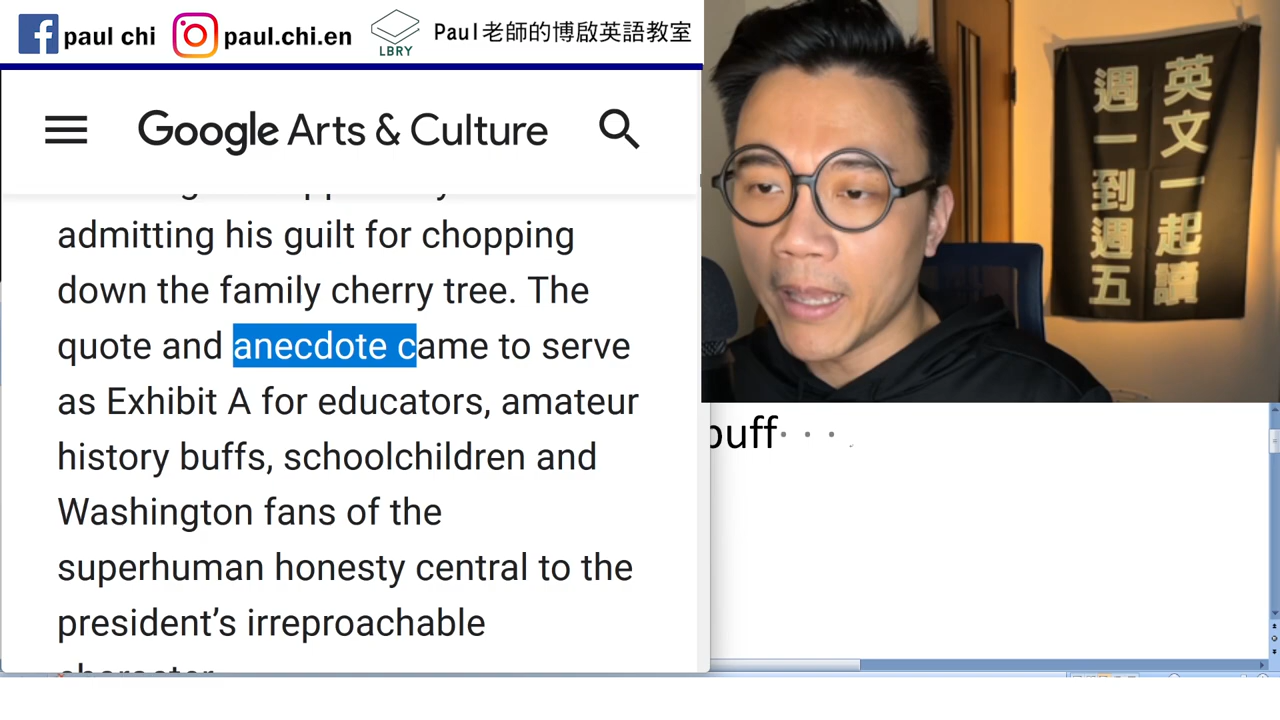 paul chi
paul.chi.en
LBRY
Paul老師的博啟英語教室
Google Arts & Culture
admitting his guilt for chopping
down the family cherry tree. The
quote and anecdote came to serve
as Exhibit A for educators, amateur
history buffs, schoolchildren and
Washington fans of the
superhuman honesty central to the
president’s irreproachable
英文一起讀
週一到週五
buff